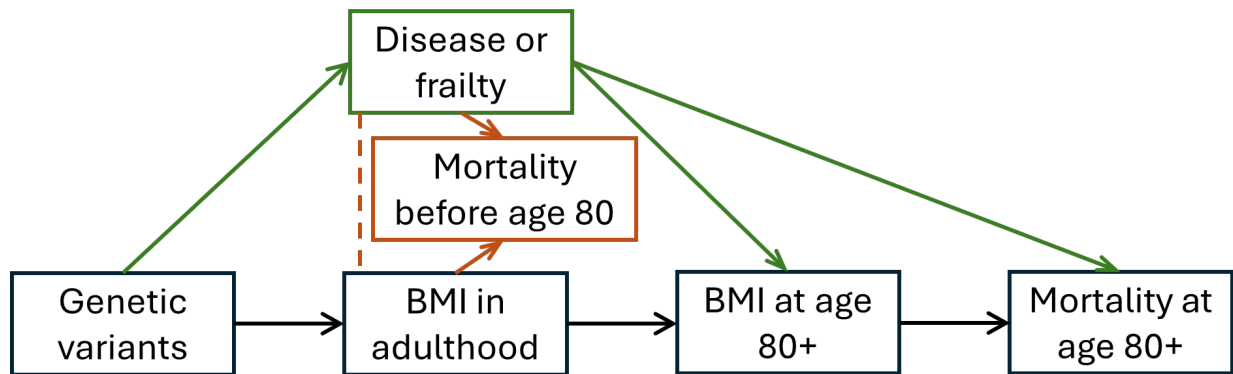 Disease or
frailty
Mortality
before age 80
Genetic
variants
BMI in
adulthood
BMI at age
80+
Mortality at
age 80+